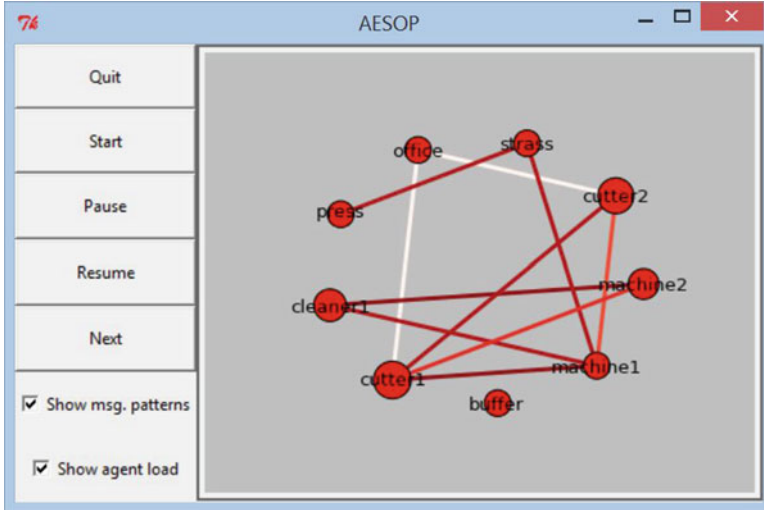 AESOP
Quit
Start
Pause
Resume
Next
Show msg. patterns
Show agent load
office
strass
cutter2
press
machine2
cleaner1
machine1
cutter1
buffer